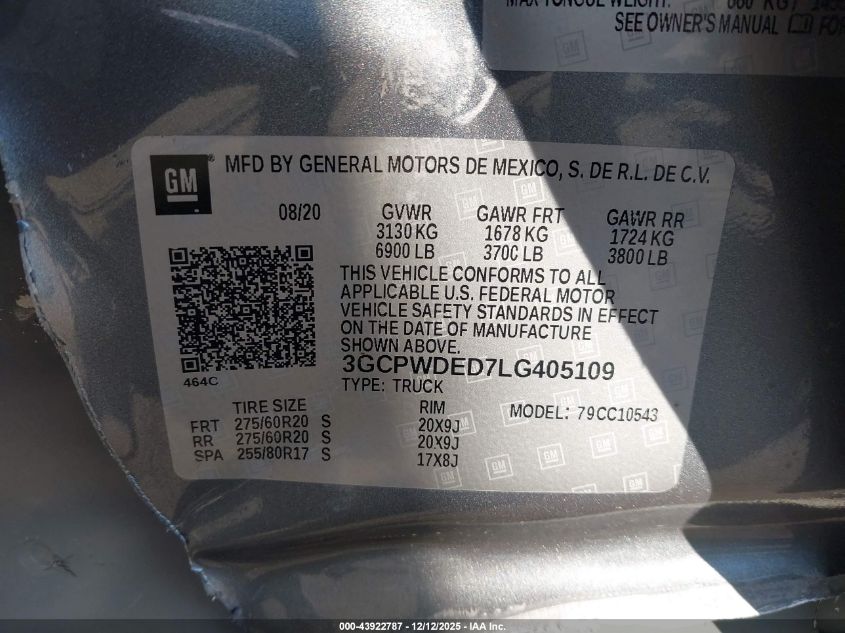 MAX TONGUE WEIGHT:
SEE OWNER'S MANUAL FOR
GM
GM ® MFD BY GENERAL MOTORS DE MEXICO, S. DE R.L. DE C.V.
08/20 GVWR GAWR FRT GAWR RR
3130 KG 1678 KG 1724 KG
6900 LB 3700 LB 3800 LB
THIS VEHICLE CONFORMS TO ALL
APPLICABLE U.S. FEDERAL MOTOR
VEHICLE SAFETY STANDARDS IN EFFECT
ON THE DATE OF MANUFACTURE
SHOWN ABOVE.
3GCPWDED7LG405109
464C TYPE: TRUCK
TIRE SIZE RIM MODEL: 79CC10543
FRT 275/60R20 S 20X9J
RR 275/60R20 S 20X9J
SPA 255/80R17 S 17X8J
000-43922787 - 12/12/2025 - IAA Inc.